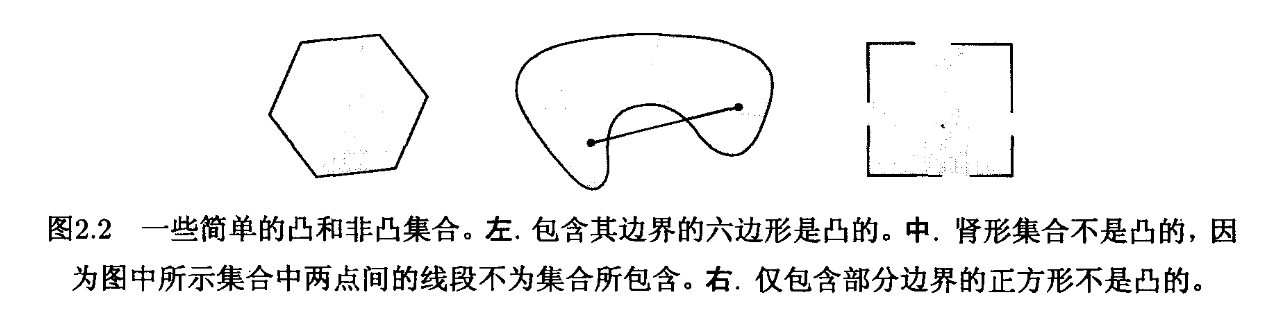 图2.2 一些简单的凸和非凸集合。左. 包含其边界的六边形是凸的。中. 肾形集合不是凸的, 因
为图中所示集合中两点间的线段不为集合所包含。右. 仅包含部分边界的正方形不是凸的。